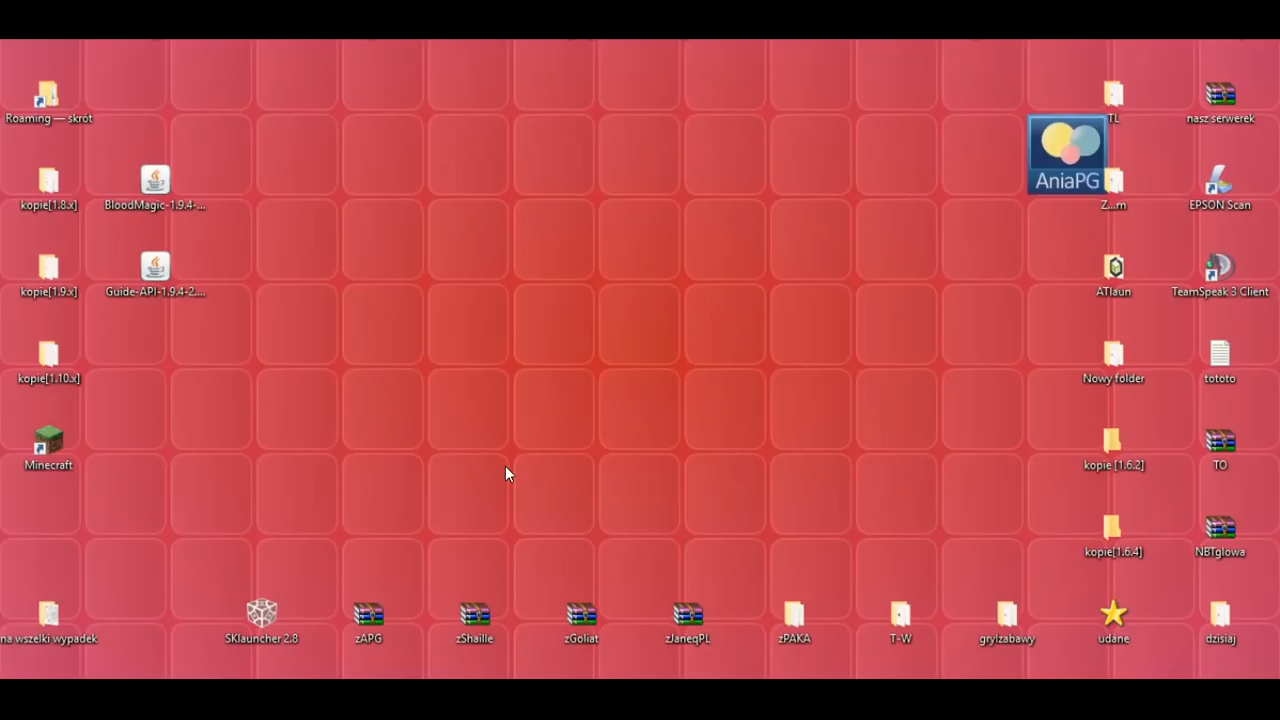 Roaming — skrót
TL
nasz serwerek
AniaPG
kopie[1.8.x]
BloodMagic-1.9.4-...
Z...m
EPSON Scan
kopie[1.9.x]
Guide-API-1.9.4-2....
ATlaun
TeamSpeak 3 Client
kopie[1.10.x]
Nowy folder
tototo
Minecraft
kopie [1.6.2]
TO
kopie[1.6.4]
NBTglowa
na wszelki wypadek
SKlauncher 2.8
zAPG
zShaille
zGoliat
zJaneqPL
zPAKA
T-W
gryIzabawy
udane
dzisiaj